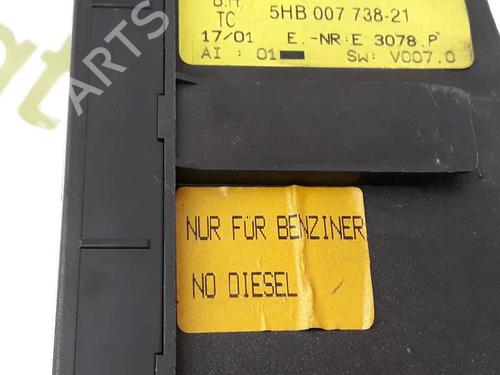 B.H.
TC 5HB 007 738-21
17/01 E.-NR:E 3078.P
AI : 01 SW: V007.0
NUR FÜR BENZINER
NO DIESEL